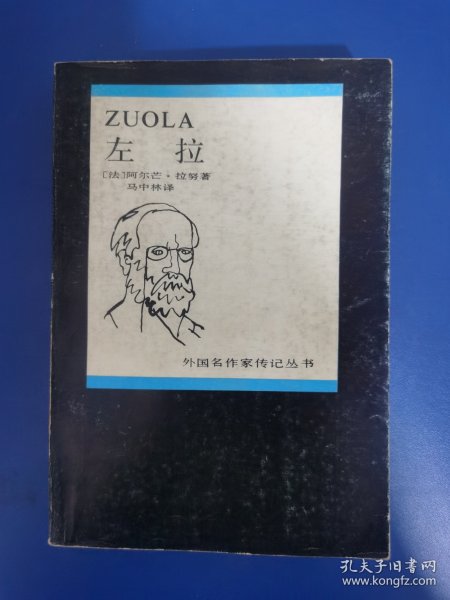 ZUOLA
左 拉
［法］阿尔芒·拉努著
马中林译
外国名作家传记丛书
孔夫子旧书网
www.kongfz.com